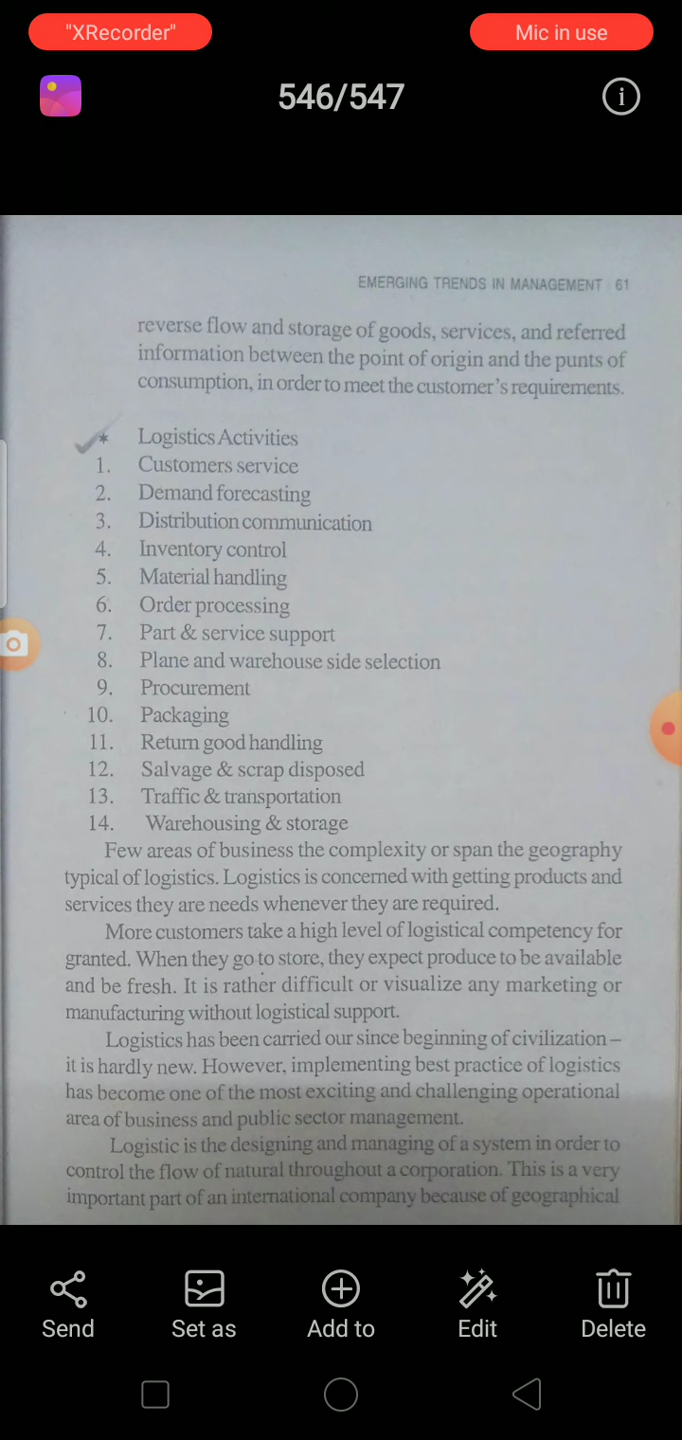 "XRecorder"
Mic in use
546/547
EMERGING TRENDS IN MANAGEMENT 61
reverse flow and storage of goods, services, and referred
information between the point of origin and the punts of
consumption, in order to meet the customer's requirements.
* Logistics Activities
1. Customers service
2. Demand forecasting
3. Distribution communication
4. Inventory control
5. Material handling
6. Order processing
7. Part & service support
8. Plane and warehouse side selection
9. Procurement
10. Packaging
11. Return good handling
12. Salvage & scrap disposed
13. Traffic & transportation
14. Warehousing & storage
Few areas of business the complexity or span the geography
typical of logistics. Logistics is concerned with getting products and
services they are needs whenever they are required.
More customers take a high level of logistical competency for
granted. When they go to store, they expect produce to be available
and be fresh. It is rather difficult or visualize any marketing or
manufacturing without logistical support.
Logistics has been carried our since beginning of civilization –
it is hardly new. However, implementing best practice of logistics
has become one of the most exciting and challenging operational
area of business and public sector management.
Logistic is the designing and managing of a system in order to
control the flow of natural throughout a corporation. This is a very
important part of an international company because of geographical
Send
Set as
Add to
Edit
Delete